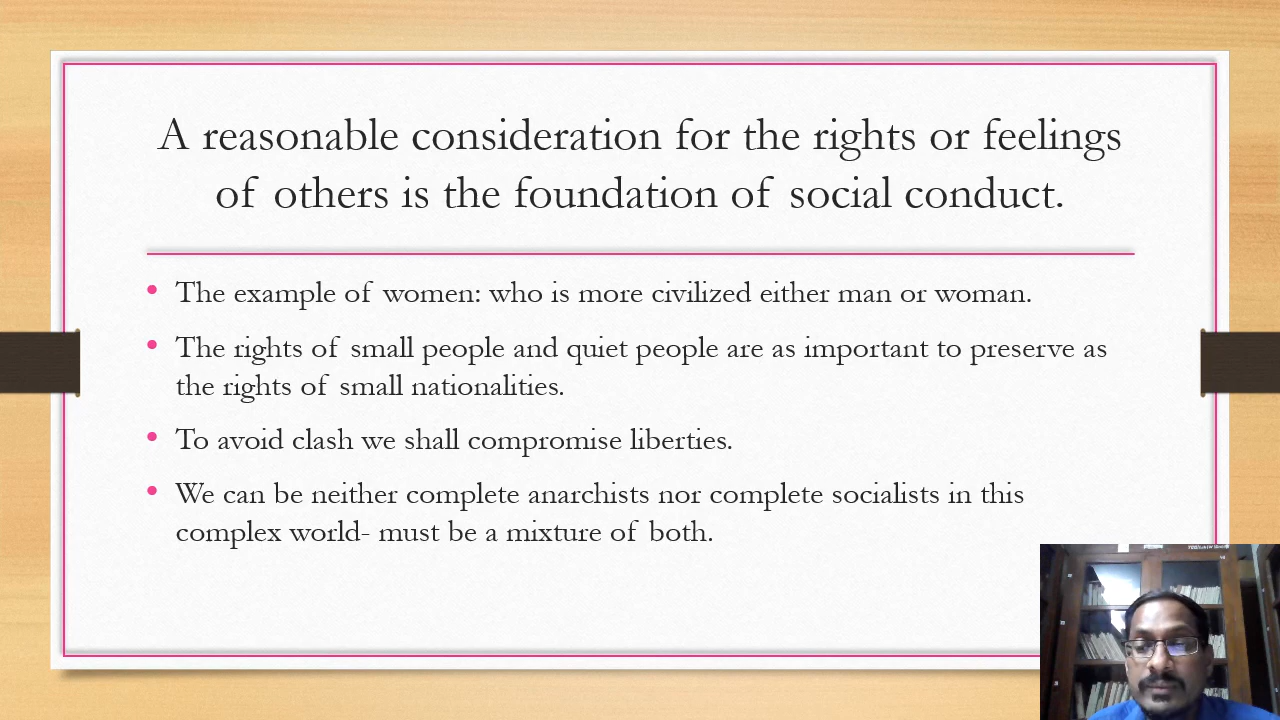 A reasonable consideration for the rights or feelings
of others is the foundation of social conduct.
• The example of women: who is more civilized either man or woman.
• The rights of small people and quiet people are as important to preserve as
the rights of small nationalities.
• To avoid clash we shall compromise liberties.
• We can be neither complete anarchists nor complete socialists in this
complex world- must be a mixture of both.